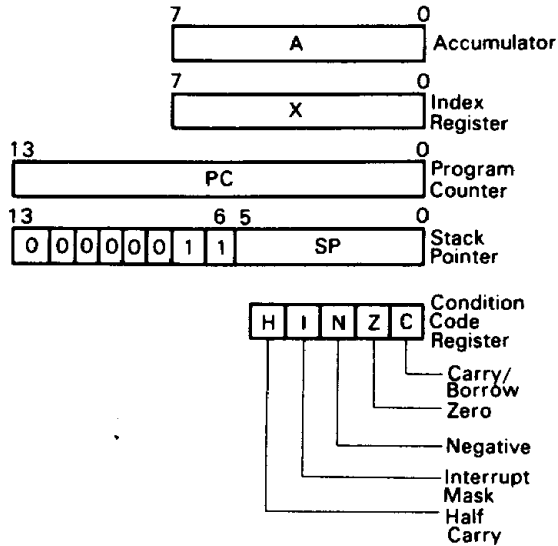 7 0
A Accumulator
7 0
X Index
Register
13 0
PC Program
Counter
13 6 5 0
0 0 0 0 0 0 1 1 SP Stack
Pointer
H I N Z C Condition
Code
Register
Carry/
Borrow
Zero
Negative
Interrupt
Mask
Half
Carry